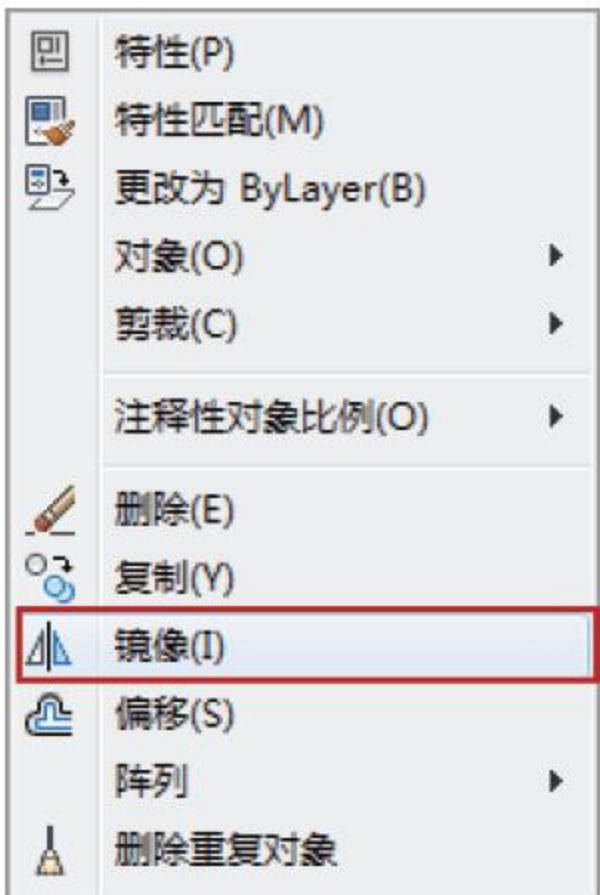 特性(P)
特性匹配(M)
更改为 ByLayer(B)
对象(O)
剪裁(C)
注释性对象比例(O)
删除(E)
复制(Y)
镜像(I)
偏移(S)
阵列
删除重复对象